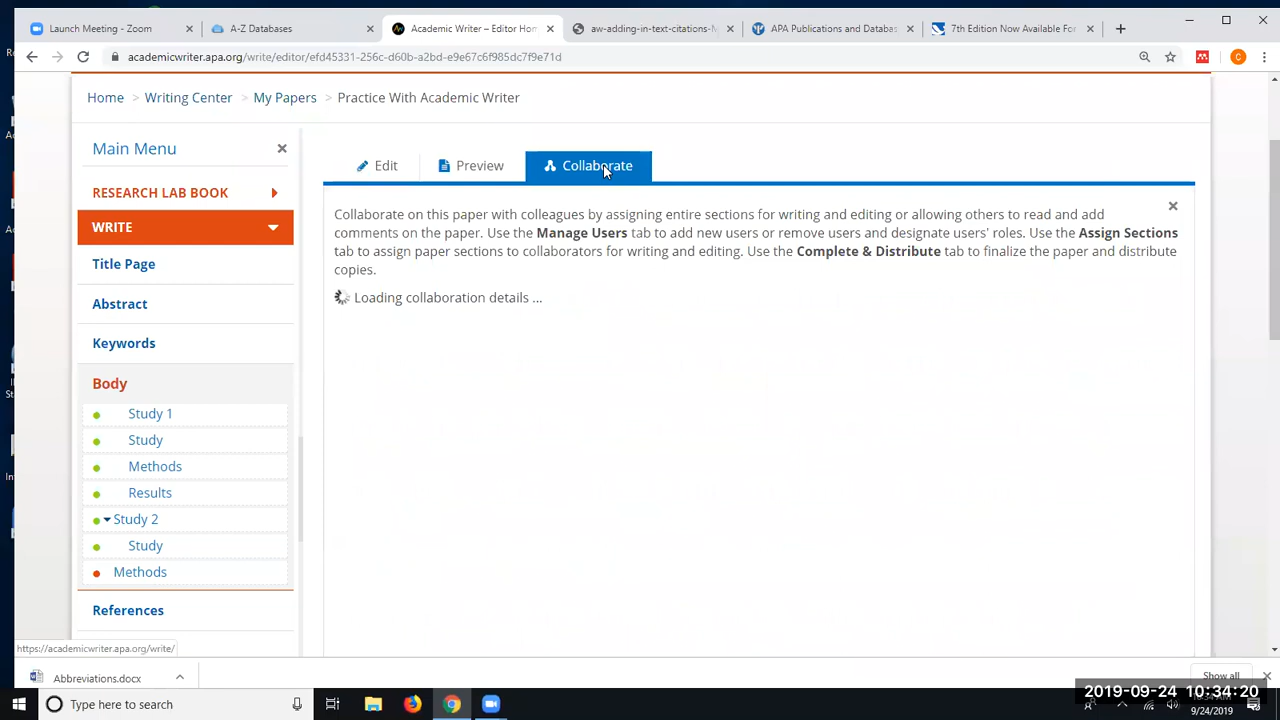 Launch Meeting - Zoom
A-Z Databases
Academic Writer – Editor Hom
aw-adding-in-text-citations-
APA Publications and Databas
7th Edition Now Available For
academicwriter.apa.org/write/editor/efd45331-256c-d60b-a2bd-e9e67c6f985dc7f9e71d
Home > Writing Center > My Papers > Practice With Academic Writer
Main Menu
RESEARCH LAB BOOK
WRITE
Title Page
Abstract
Keywords
Body
Study 1
Study
Methods
Results
Study 2
Study
Methods
References
Edit
Preview
Collaborate
Collaborate on this paper with colleagues by assigning entire sections for writing and editing or allowing others to read and add
comments on the paper. Use the Manage Users tab to add new users or remove users and designate users' roles. Use the Assign Sections
tab to assign paper sections to collaborators for writing and editing. Use the Complete & Distribute tab to finalize the paper and distribute
copies.
Loading collaboration details ...
https://academicwriter.apa.org/write/
Abbreviations.docx
Show all
Type here to search
2019-09-24 10:34:20
9/24/2019